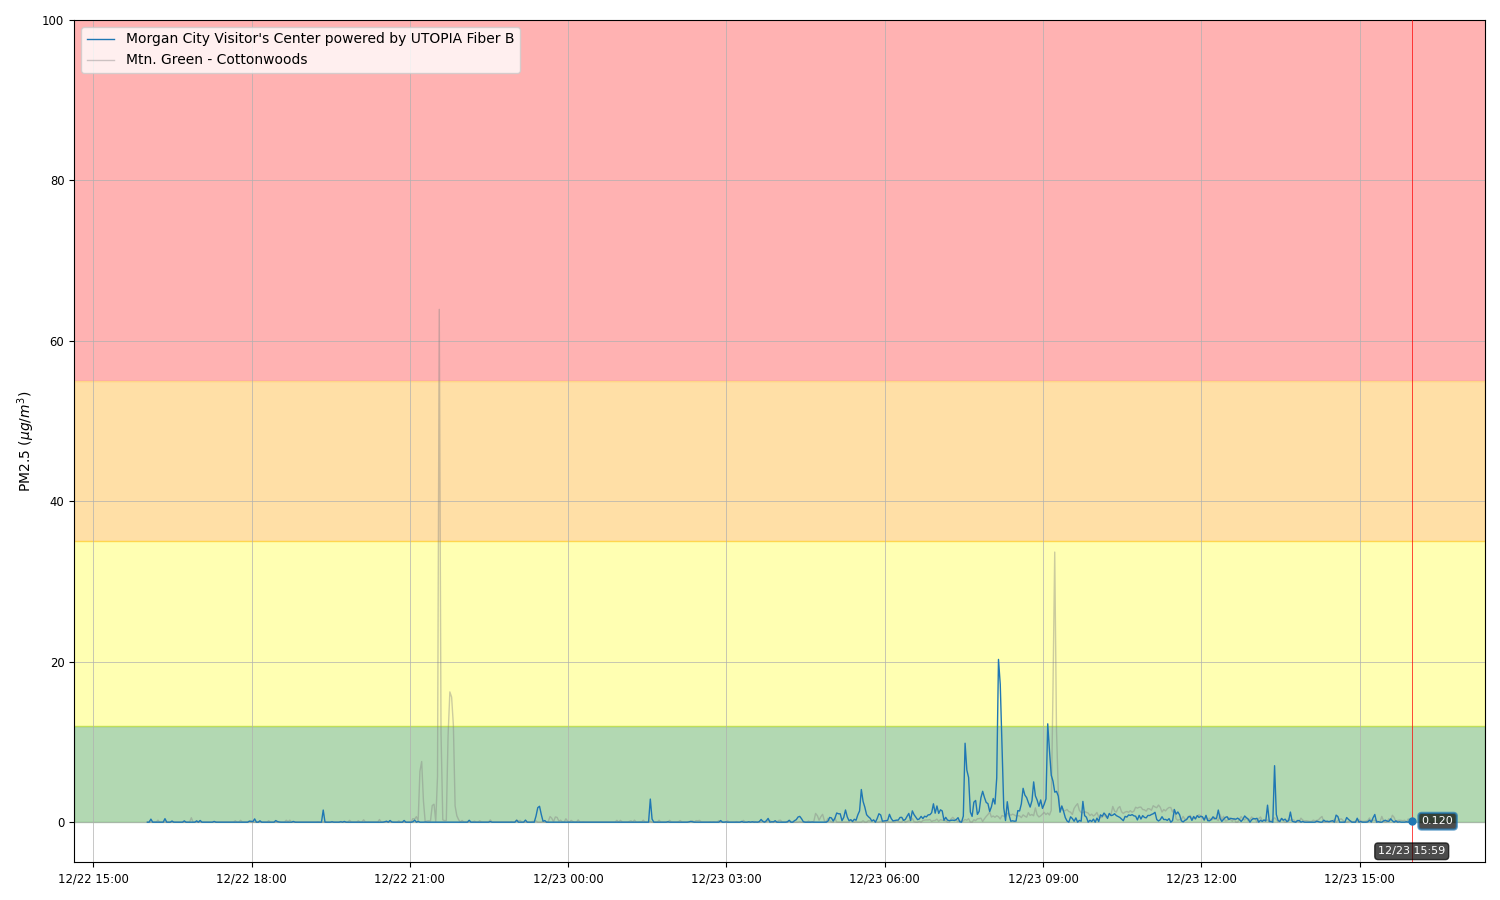 100
Morgan City Visitor's Center powered by UTOPIA Fiber B
Mtn. Green - Cottonwoods
80
60
PM2.5 (µg/m³)
40
20
0
0.120
12/23 15:59
12/22 15:00 12/22 18:00 12/22 21:00 12/23 00:00 12/23 03:00 12/23 06:00 12/23 09:00 12/23 12:00 12/23 15:00